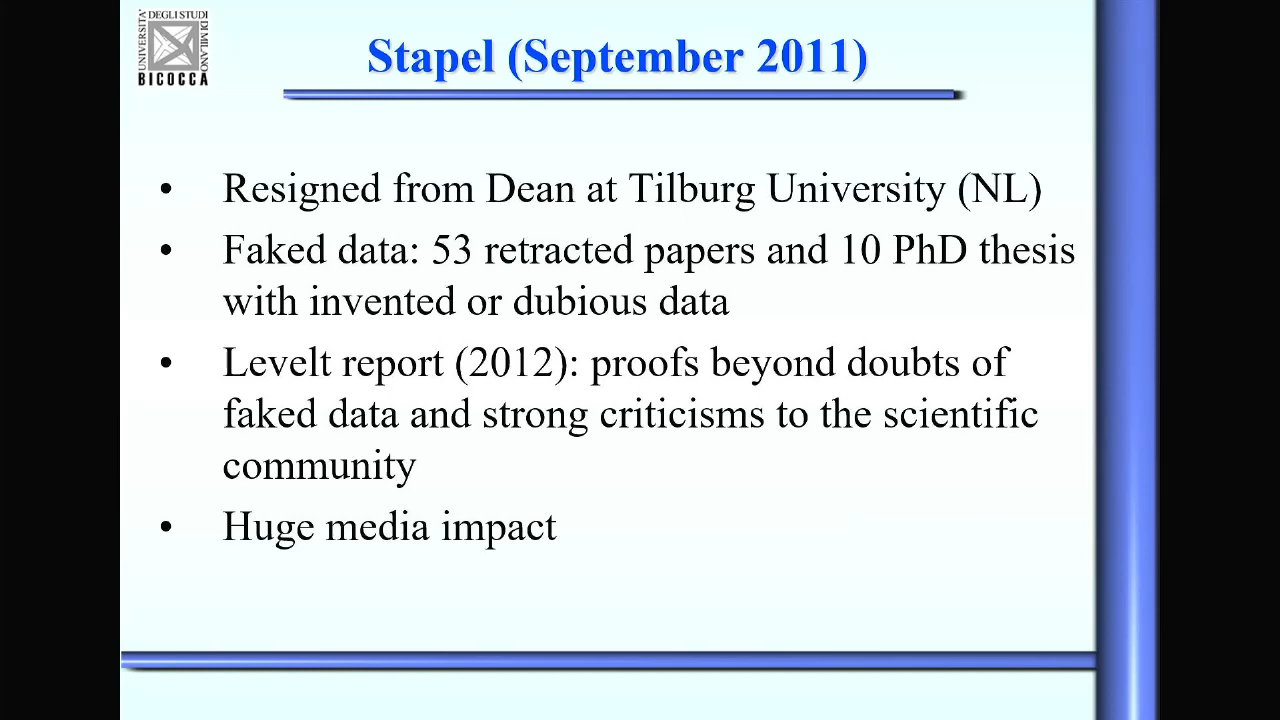 UNIVERSITA' DEGLI STUDI DI MILANO
BICOCCA
Stapel (September 2011)
• Resigned from Dean at Tilburg University (NL)
• Faked data: 53 retracted papers and 10 PhD thesis
with invented or dubious data
• Levelt report (2012): proofs beyond doubts of
faked data and strong criticisms to the scientific
community
• Huge media impact